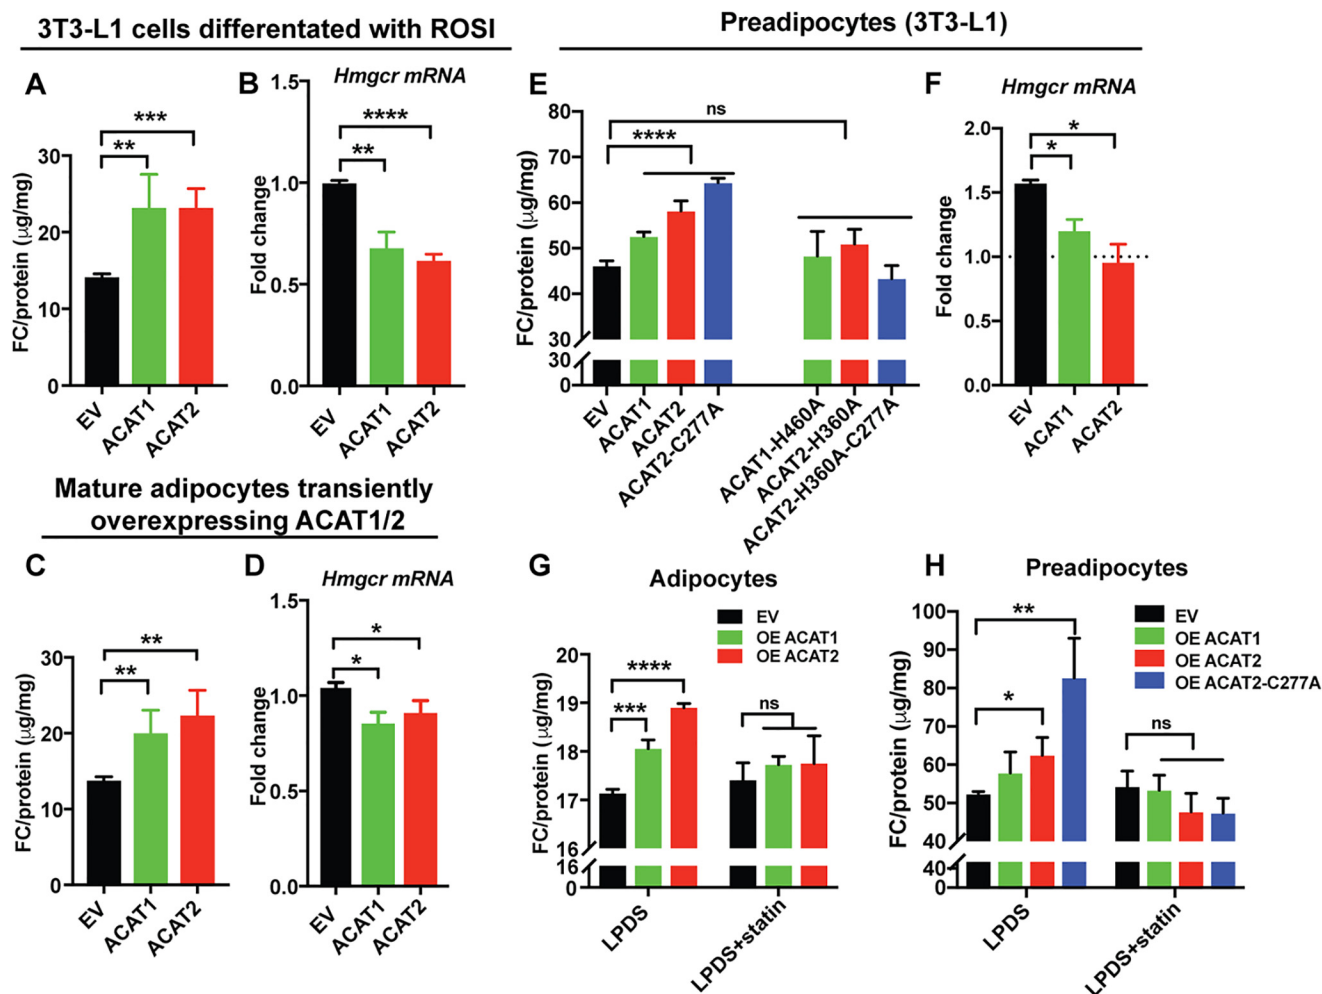 3T3-L1 cells differentated with ROSI
Preadipocytes (3T3-L1)
A
***
**
FC/protein (μg/mg)
30
20
10
0
EV
ACAT1
ACAT2
B
Hmgcr mRNA
****
**
Fold change
1.5
1.0
0.5
0.0
EV
ACAT1
ACAT2
E
ns
****
FC/protein (μg/mg)
80
70
60
50
40
30
30
0
EV
ACAT1
ACAT2
ACAT2-C277A
ACAT1-H460A
ACAT2-H360A
ACAT2-H360A-C277A
F
Hmgcr mRNA
*
*
Fold change
2.0
1.5
1.0
0.5
0.0
EV
ACAT1
ACAT2
Mature adipocytes transiently
overexpressing ACAT1/2
C
**
**
FC/protein (μg/mg)
30
20
10
0
EV
ACAT1
ACAT2
D
Hmgcr mRNA
*
*
Fold change
1.5
1.0
0.5
0.0
EV
ACAT1
ACAT2
G
Adipocytes
EV
OE ACAT1
OE ACAT2
****
***
ns
FC/protein (μg/mg)
20
19
18
17
16
16
0
LPDS
LPDS+statin
H
Preadipocytes
EV
OE ACAT1
OE ACAT2
OE ACAT2-C277A
**
*
ns
FC/protein (μg/mg)
100
90
80
70
60
50
40
40
0
LPDS
LPDS+statin